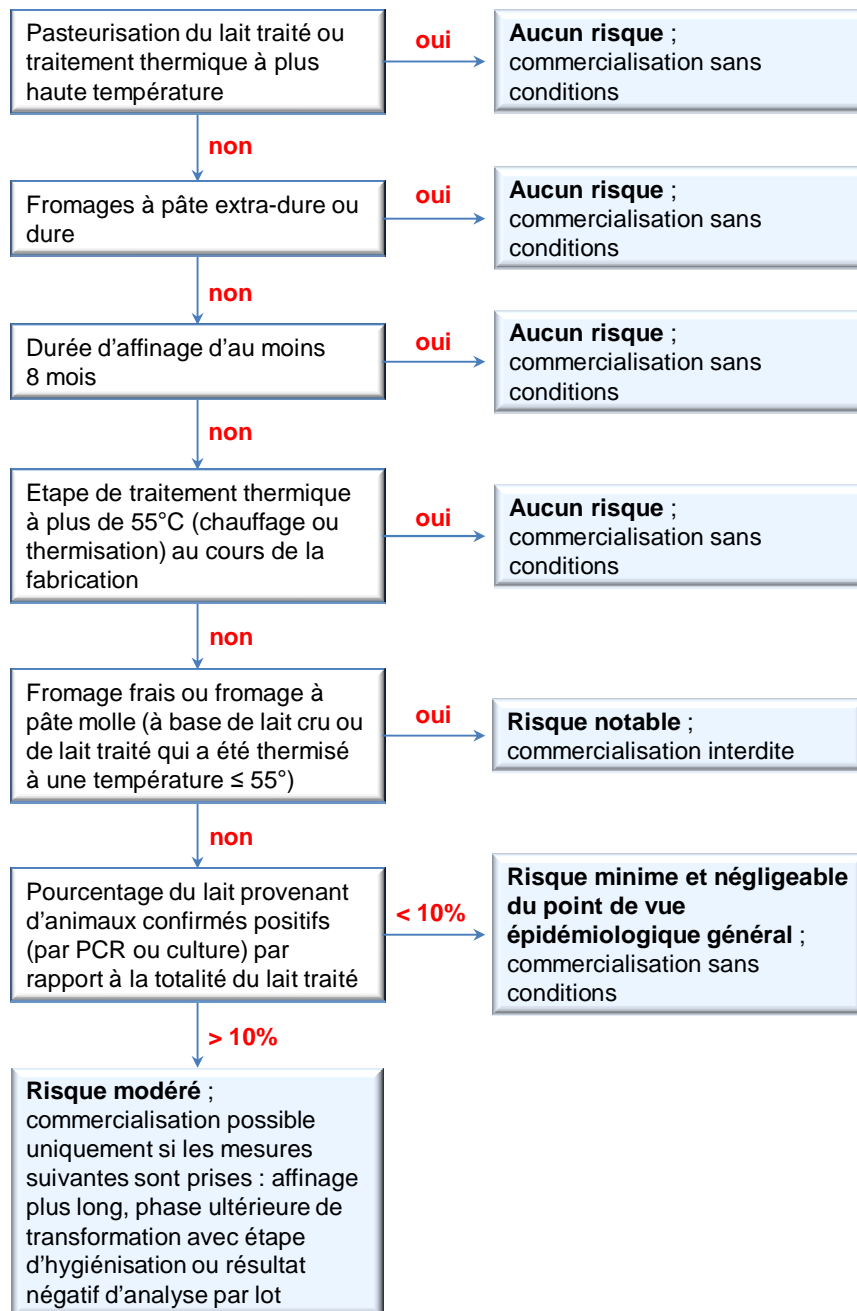 Pasteurisation du lait traité ou
traitement thermique à plus
haute température
oui
Aucun risque ;
commercialisation sans
conditions
non
Fromages à pâte extra-dure ou
dure
oui
Aucun risque ;
commercialisation sans
conditions
non
Durée d'affinage d'au moins
8 mois
oui
Aucun risque ;
commercialisation sans
conditions
non
Etape de traitement thermique
à plus de 55°C (chauffage ou
thermisation) au cours de la
fabrication
oui
Aucun risque ;
commercialisation sans
conditions
non
Fromage frais ou fromage à
pâte molle (à base de lait cru ou
de lait traité qui a été thermisé
à une température ≤ 55°)
oui
Risque notable ;
commercialisation interdite
non
Pourcentage du lait provenant
d'animaux confirmés positifs
(par PCR ou culture) par
rapport à la totalité du lait traité
< 10%
Risque minime et négligeable
du point de vue
épidémiologique général ;
commercialisation sans
conditions
> 10%
Risque modéré ;
commercialisation possible
uniquement si les mesures
suivantes sont prises : affinage
plus long, phase ultérieure de
transformation avec étape
d'hygiénisation ou résultat
négatif d'analyse par lot